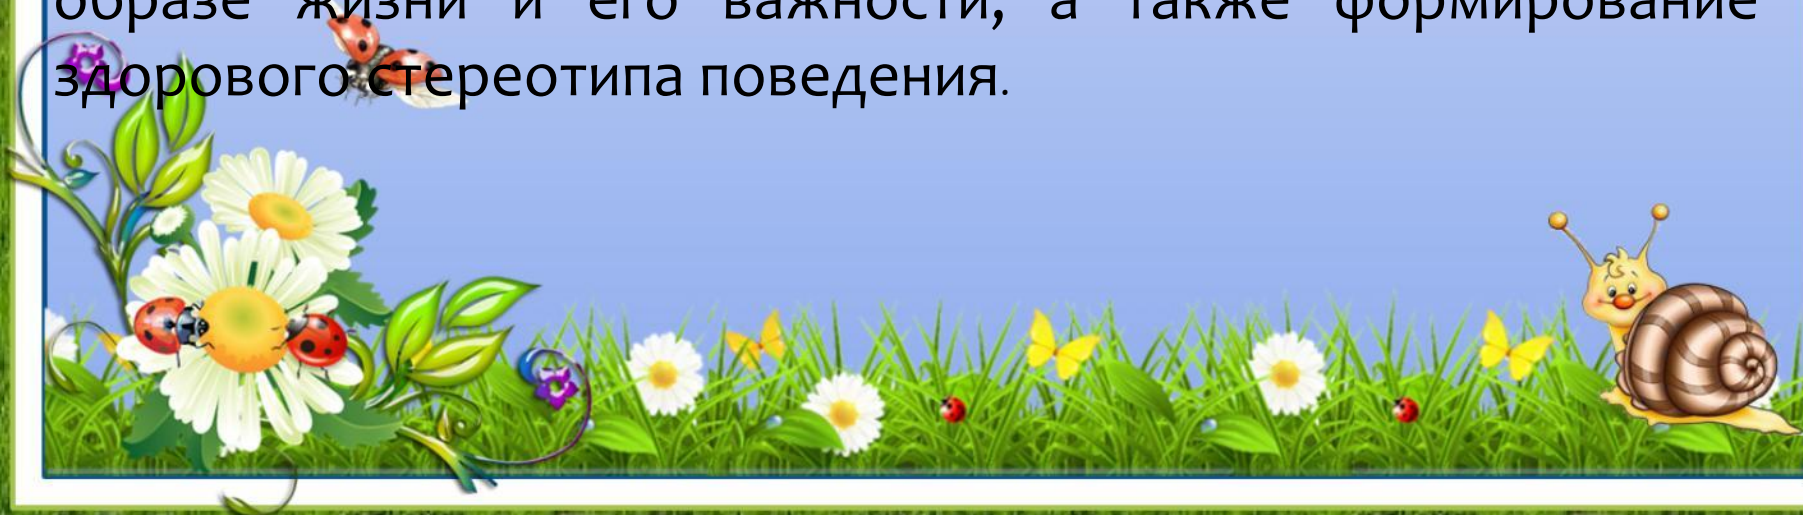 образе жизни и его важности, а также формирование
здорового стереотипа поведения.